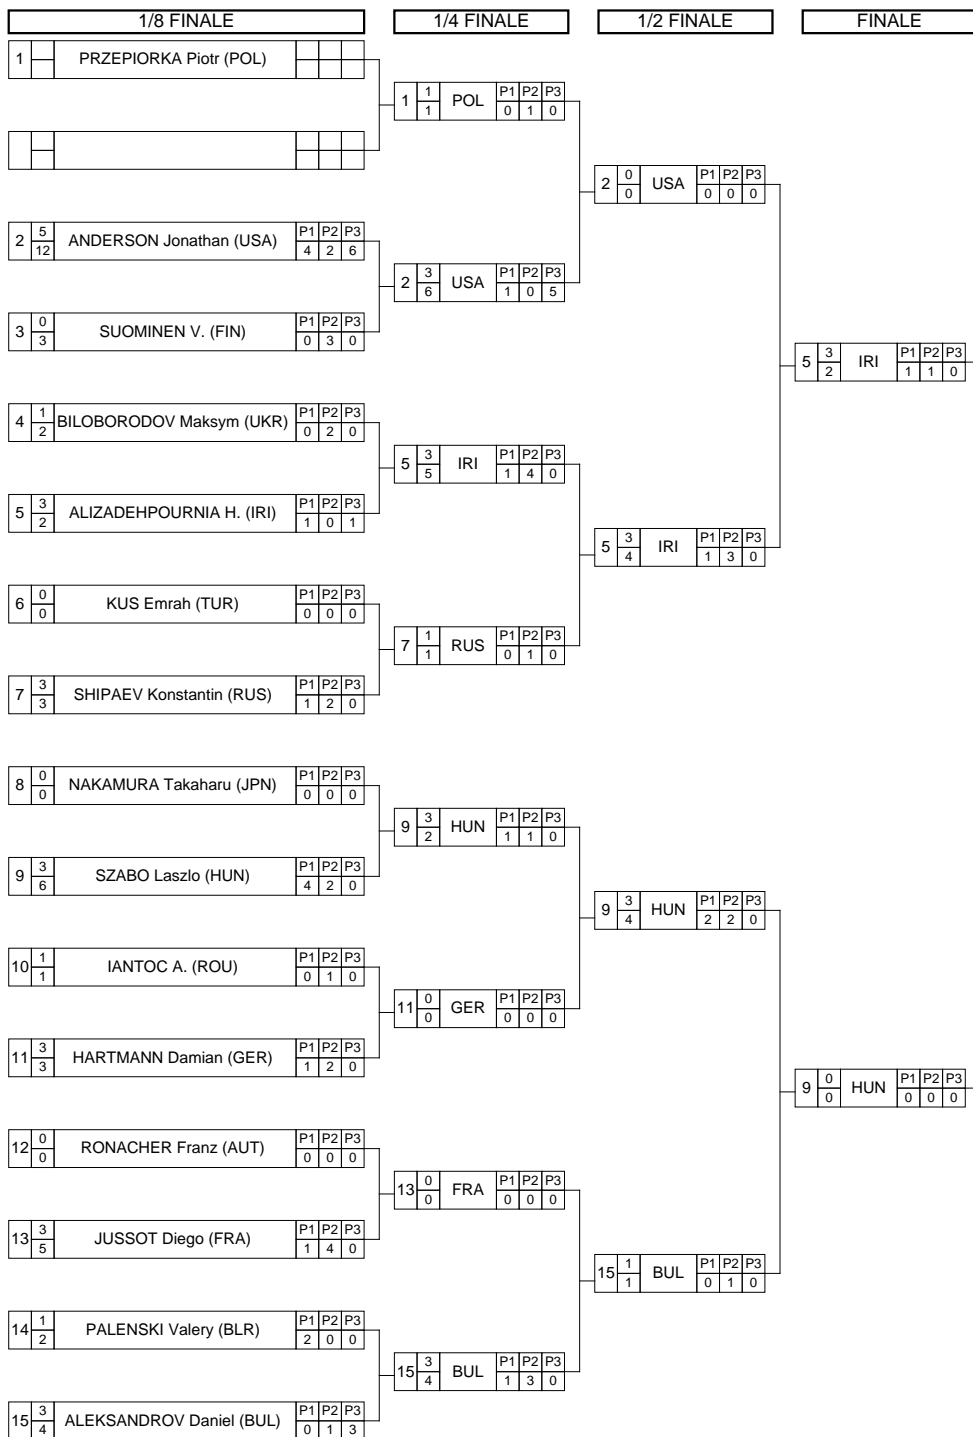 1/8 FINALE
1/4 FINALE
1/2 FINALE
FINALE
1 PRZEPIORKA Piotr (POL)
1 1 POL P1 P2 P3
1 0 1 0
2 0 USA P1 P2 P3
0 0 0 0
2 5 ANDERSON Jonathan (USA) P1 P2 P3
12 4 2 6
2 3 USA P1 P2 P3
6 1 0 5
3 0 SUOMINEN V. (FIN) P1 P2 P3
3 0 3 0
5 3 IRI P1 P2 P3
2 1 1 0
4 1 BILOBORODOV Maksym (UKR) P1 P2 P3
2 0 2 0
5 3 IRI P1 P2 P3
5 1 4 0
5 3 ALIZADEHPOURNIA H. (IRI) P1 P2 P3
2 1 0 1
5 3 IRI P1 P2 P3
4 1 3 0
6 0 KUS Emrah (TUR) P1 P2 P3
0 0 0 0
7 1 RUS P1 P2 P3
1 0 1 0
7 3 SHIPAEV Konstantin (RUS) P1 P2 P3
3 1 2 0
8 0 NAKAMURA Takaharu (JPN) P1 P2 P3
0 0 0 0
9 3 HUN P1 P2 P3
2 1 1 0
9 3 SZABO Laszlo (HUN) P1 P2 P3
6 4 2 0
9 3 HUN P1 P2 P3
4 2 2 0
10 1 IANTOC A. (ROU) P1 P2 P3
1 0 1 0
11 0 GER P1 P2 P3
0 0 0 0
11 3 HARTMANN Damian (GER) P1 P2 P3
3 1 2 0
9 0 HUN P1 P2 P3
0 0 0 0
12 0 RONACHER Franz (AUT) P1 P2 P3
0 0 0 0
13 0 FRA P1 P2 P3
0 0 0 0
13 3 JUSSOT Diego (FRA) P1 P2 P3
5 1 4 0
15 1 BUL P1 P2 P3
1 0 1 0
14 1 PALENSKI Valery (BLR) P1 P2 P3
2 2 0 0
15 3 BUL P1 P2 P3
4 1 3 0
15 3 ALEKSANDROV Daniel (BUL) P1 P2 P3
4 0 1 3